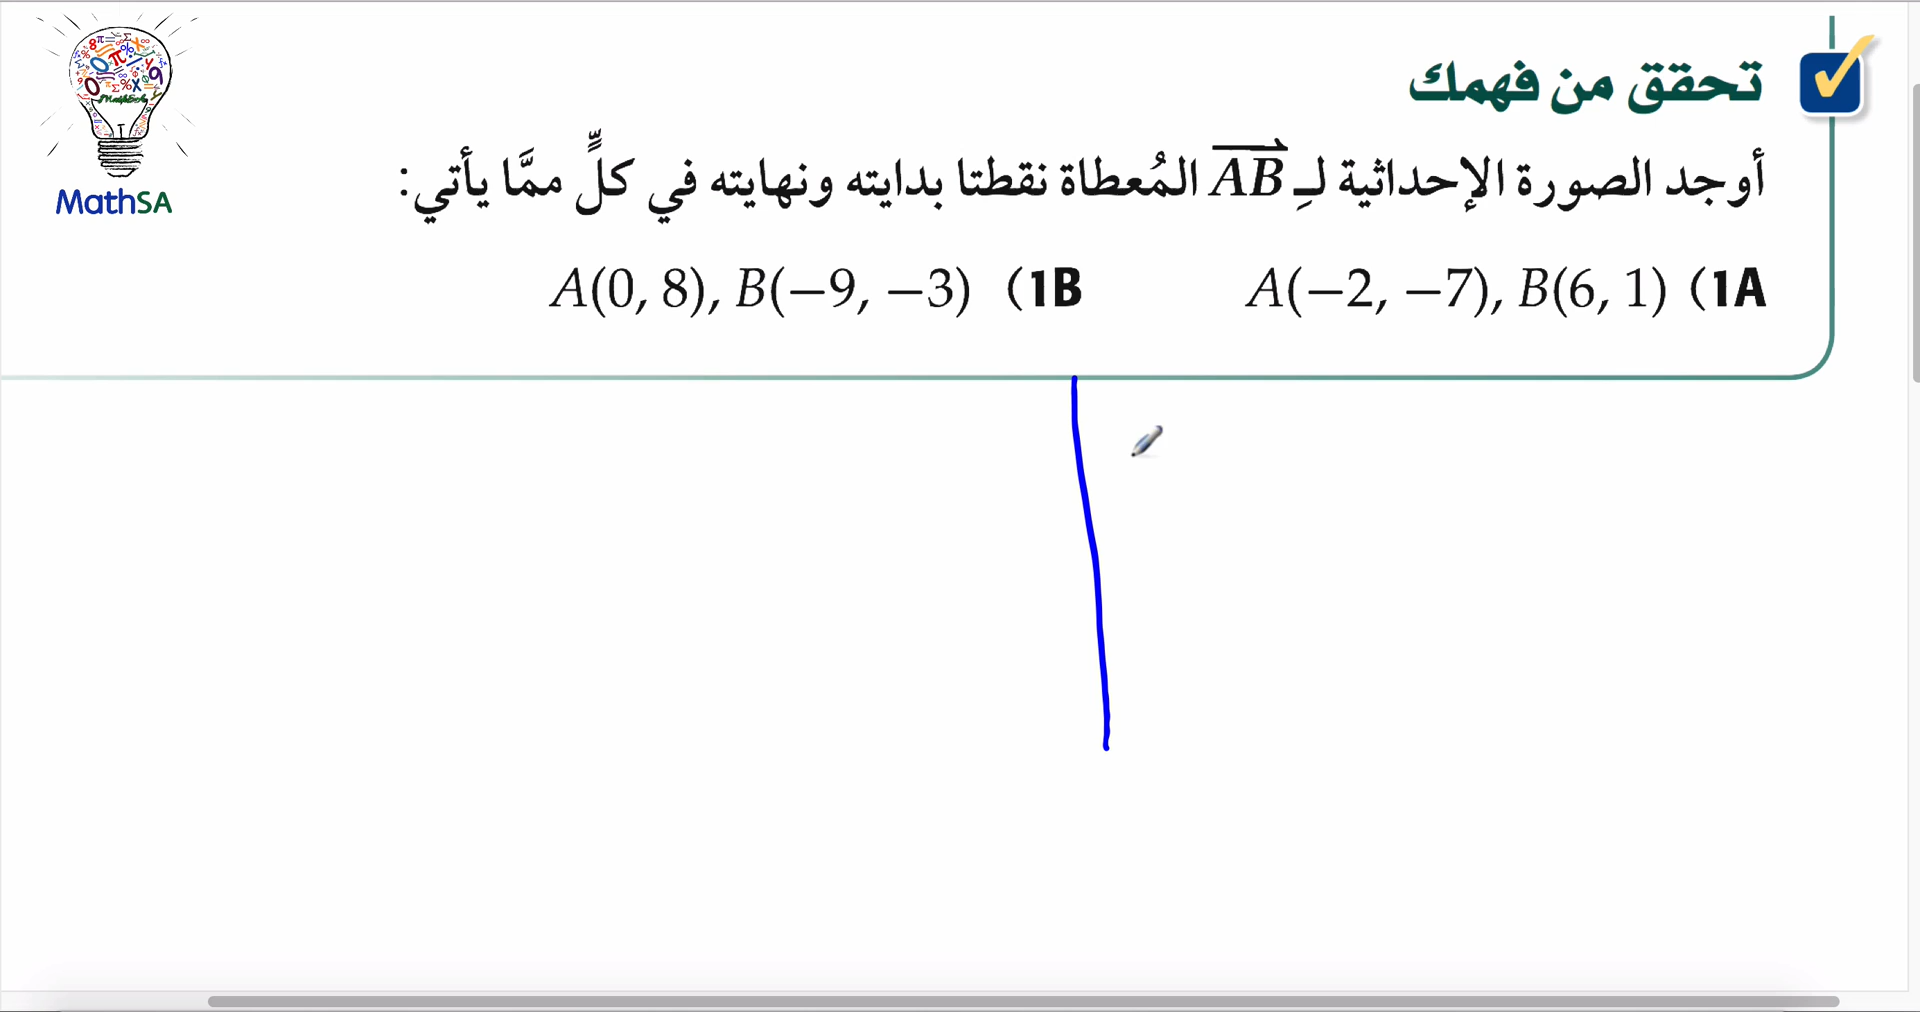 تحقق من فهمك
أوجد الصورة الإحداثية لـِ AB المُعطاة نقطتا بدايته ونهايته في كلٍّ ممَّا يأتي:
1A) A(−2, −7), B(6, 1)
1B) A(0, 8), B(−9, −3)
MathSA